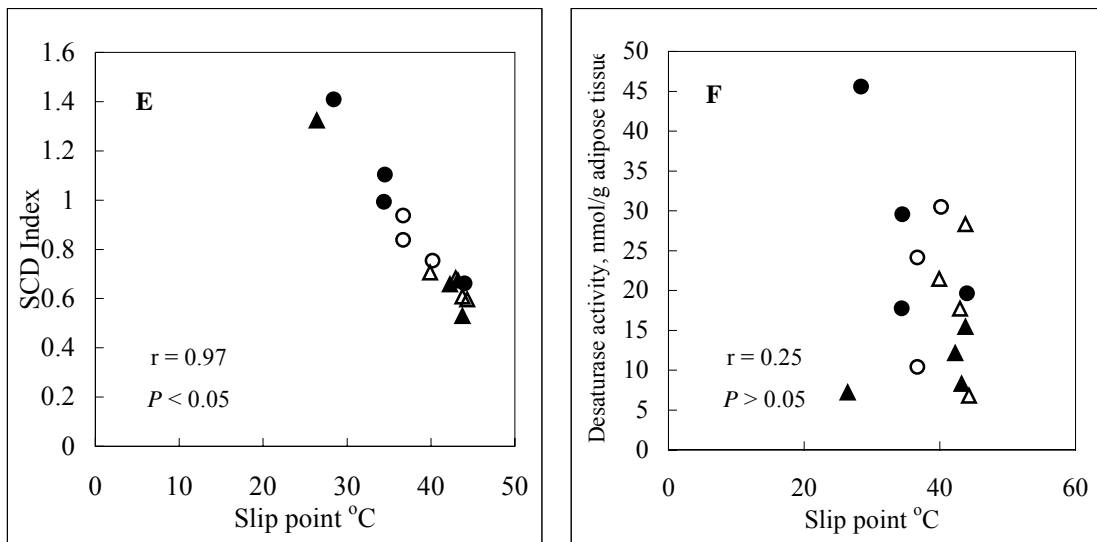 E
1.6
1.4
1.2
1
0.8
0.6
0.4
0.2
0
SCD Index
r = 0.97
P < 0.05
0 10 20 30 40 50
Slip point °C
F
50
45
40
35
30
25
20
15
10
5
0
Desaturase activity, nmol/g adipose tissue
r = 0.25
P > 0.05
0 20 40 60
Slip point °C